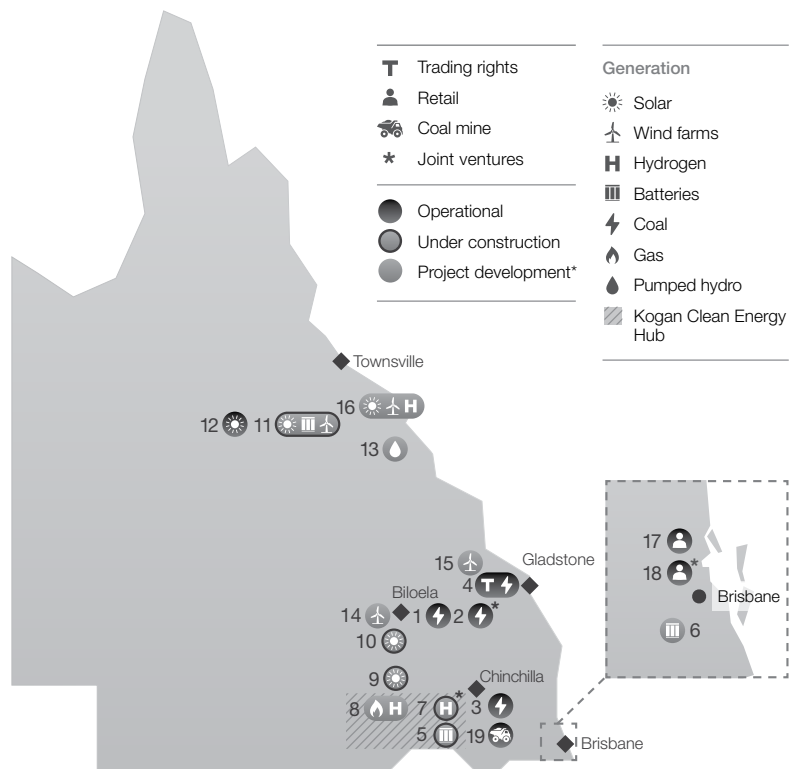 T Trading rights
Retail
Coal mine
* Joint ventures
Operational
Under construction
Project development*
Generation
Solar
Wind farms
H Hydrogen
Batteries
Coal
Gas
Pumped hydro
Kogan Clean Energy
Hub
Townsville
16 H
12 11
13
15
Gladstone
4 T
Biloela
14 1 2 *
10
9
Chinchilla
8 H 7 H * 3
5 19
Brisbane
17
18 *
Brisbane
6